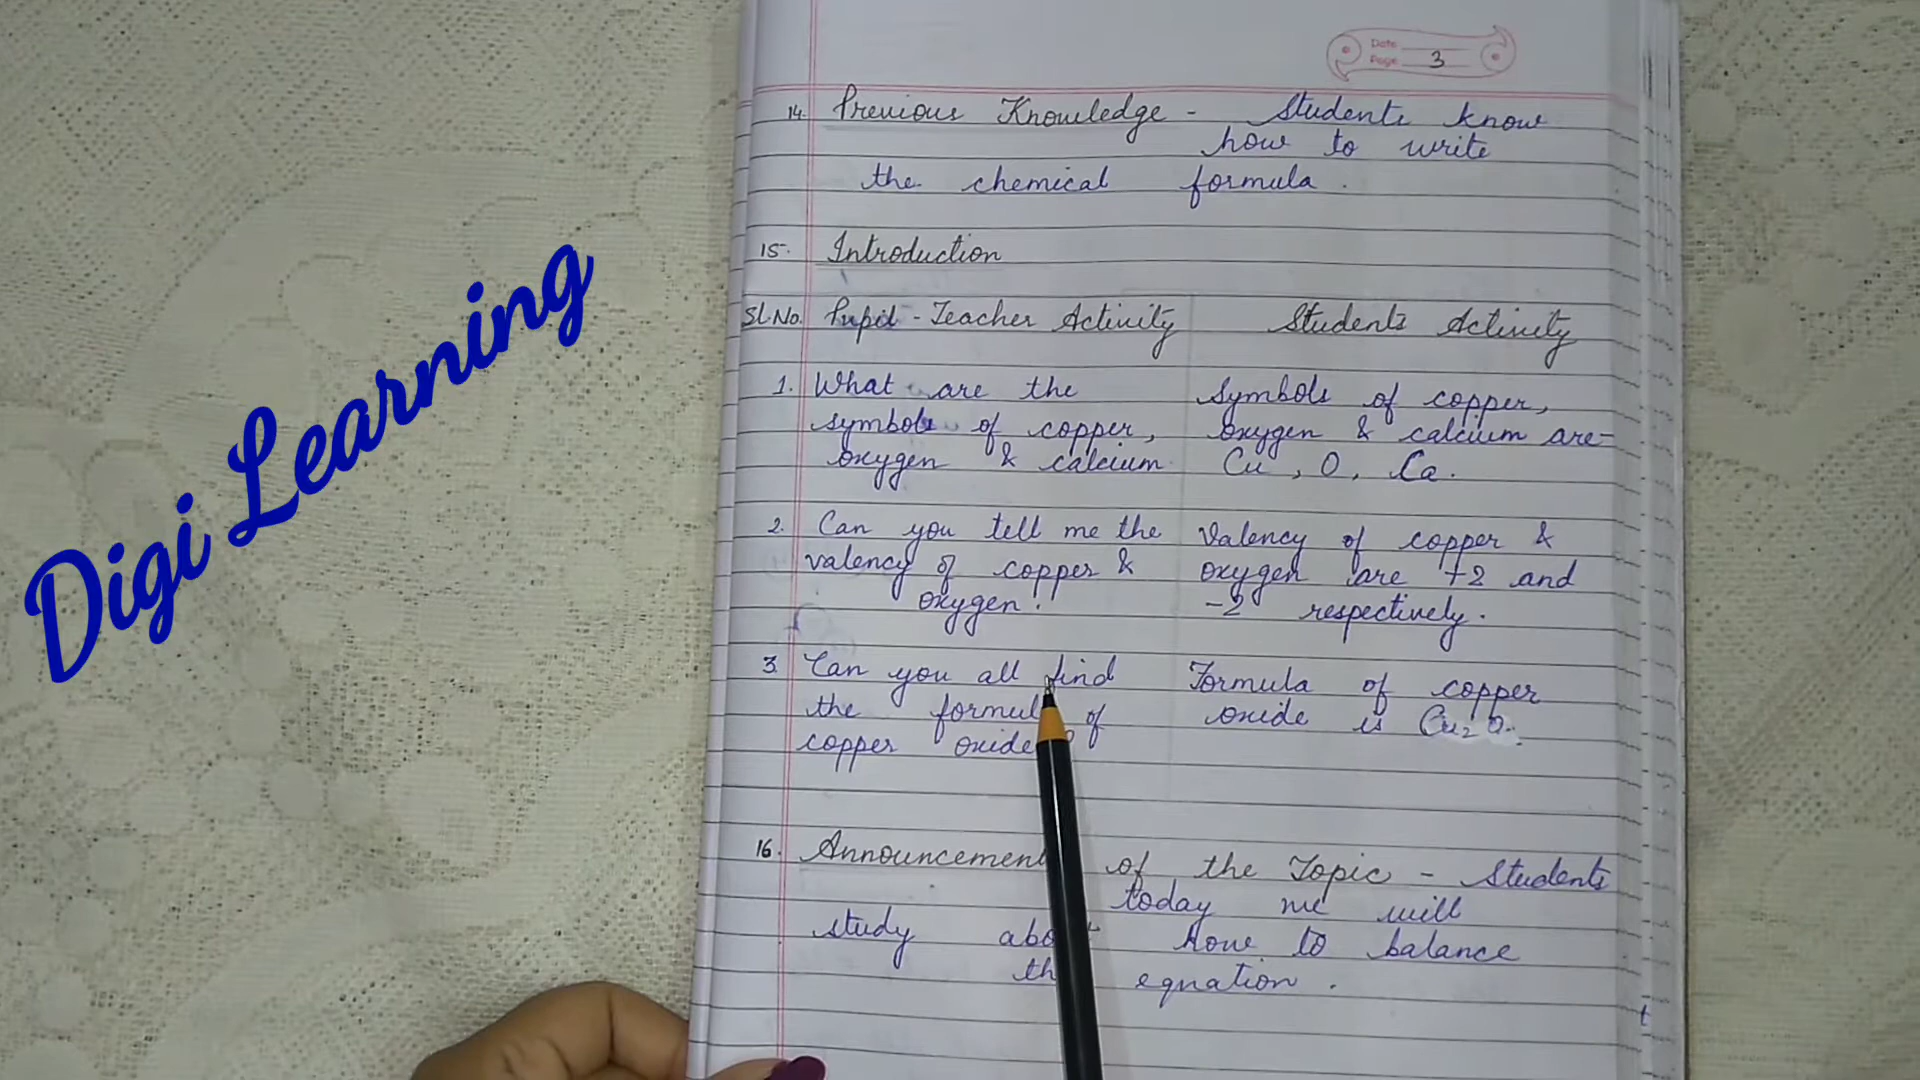 Date
Page 3
14. Previous Knowledge - Students know
how to write
the chemical formula.
15. Introduction
Sl.No. Pupil-Teacher Activity Students Activity
1. What are the
symbols of copper,
oxygen & calcium
Symbols of copper,
oxygen & calcium are-
Cu, O, Ca.
2. Can you tell me the
valency of copper &
oxygen?
Valency of copper &
oxygen are +2 and
-2 respectively.
3. Can you all find
the formul of
copper oxide?
Formula of copper
oxide is Cu₂O.
16. Announcement of the Topic - Students
today we will
study about how to balance
the equation.
Digi Learning